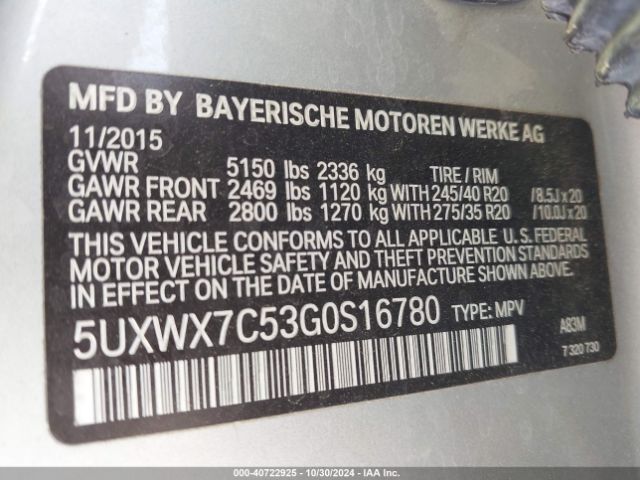 MFD BY BAYERISCHE MOTOREN WERKE AG
11/2015
GVWR 5150 lbs 2336 kg TIRE / RIM
GAWR FRONT 2469 lbs 1120 kg WITH 245/40 R20 /8.5J x 20
GAWR REAR 2800 lbs 1270 kg WITH 275/35 R20 /10.0J x 20
THIS VEHICLE CONFORMS TO ALL APPLICABLE U.S. FEDERAL
MOTOR VEHICLE SAFETY AND THEFT PREVENTION STANDARDS
IN EFFECT ON THE DATE OF MANUFACTURE SHOWN ABOVE.
5UXWX7C53G0S16780 TYPE: MPV
A83M
7 320 730
000-40722925 - 10/30/2024 - IAA Inc.